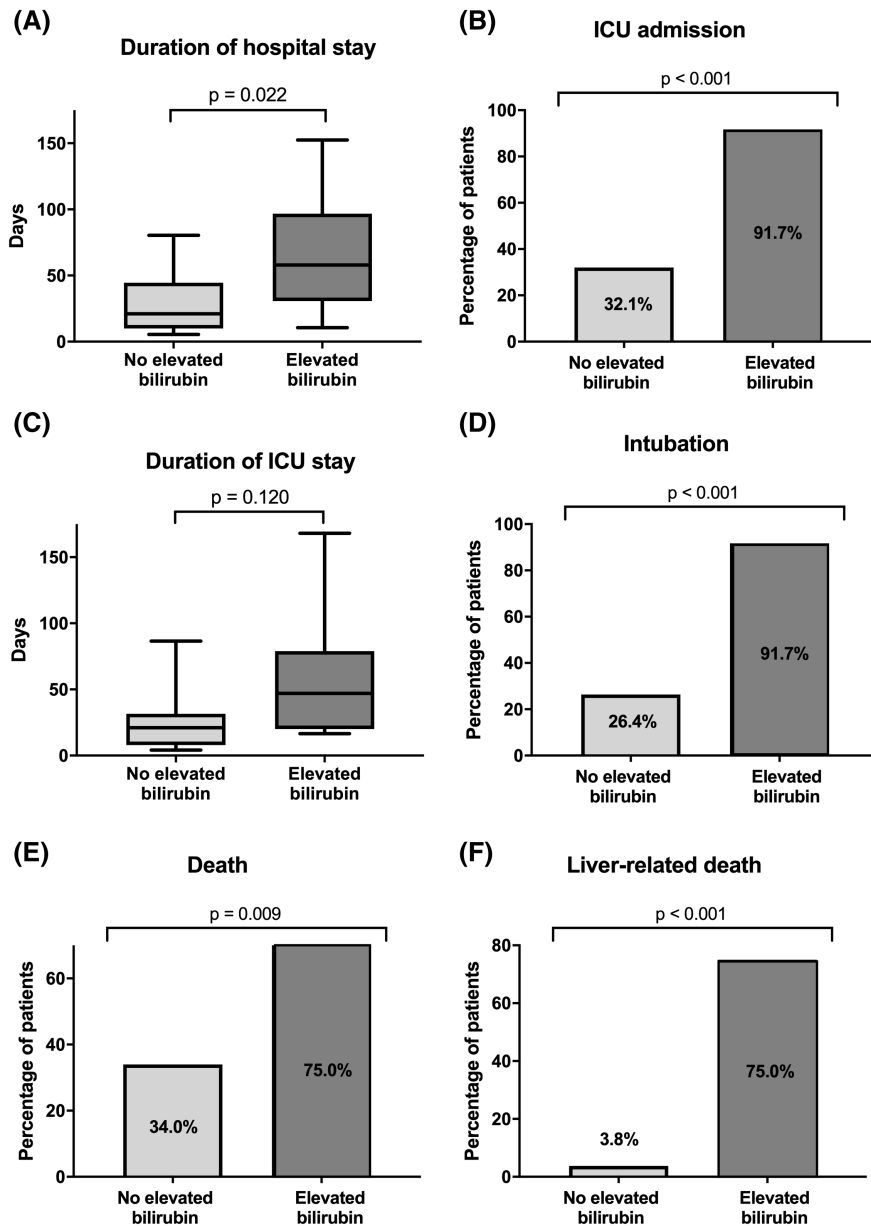 (A)
Duration of hospital stay
p = 0.022
Days
150
100
50
0
No elevated
bilirubin
Elevated
bilirubin
(B)
ICU admission
p < 0.001
Percentage of patients
100
80
60
40
20
0
32.1%
91.7%
No elevated
bilirubin
Elevated
bilirubin
(C)
Duration of ICU stay
p = 0.120
Days
150
100
50
0
No elevated
bilirubin
Elevated
bilirubin
(D)
Intubation
p < 0.001
Percentage of patients
100
80
60
40
20
0
26.4%
91.7%
No elevated
bilirubin
Elevated
bilirubin
(E)
Death
p = 0.009
Percentage of patients
60
40
20
0
34.0%
75.0%
No elevated
bilirubin
Elevated
bilirubin
(F)
Liver-related death
p < 0.001
Percentage of patients
80
60
40
20
0
3.8%
75.0%
No elevated
bilirubin
Elevated
bilirubin